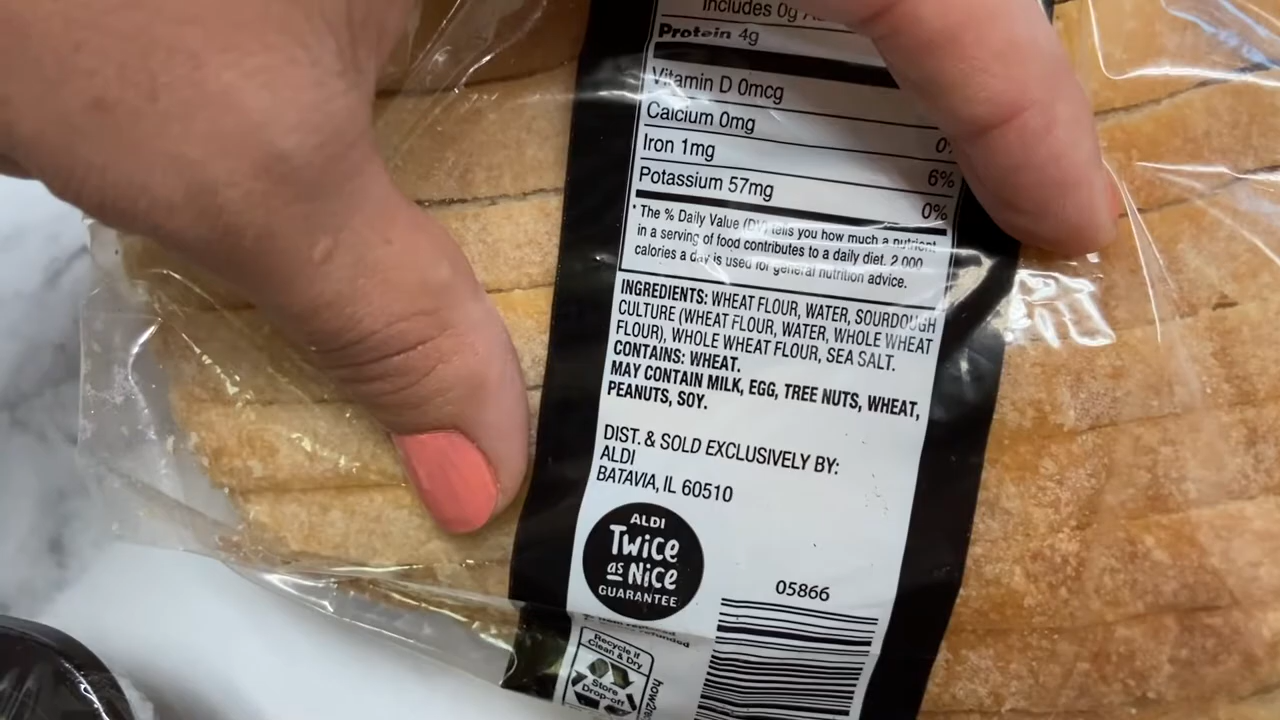 Includes 0g
Protein 4g
Vitamin D 0mcg
Calcium 0mg
Iron 1mg 6%
Potassium 57mg 0%
* The % Daily Value (DV) tells you how much a nutrient
in a serving of food contributes to a daily diet. 2,000
calories a day is used for general nutrition advice.
INGREDIENTS: WHEAT FLOUR, WATER, SOURDOUGH
CULTURE (WHEAT FLOUR, WATER, WHOLE WHEAT
FLOUR), WHOLE WHEAT FLOUR, SEA SALT.
CONTAINS: WHEAT.
MAY CONTAIN MILK, EGG, TREE NUTS, WHEAT,
PEANUTS, SOY.
DIST. & SOLD EXCLUSIVELY BY:
ALDI
BATAVIA, IL 60510
ALDI
Twice
as Nice
GUARANTEE
05866
refunded
Recycle if
Clean & Dry
Store
Drop-off